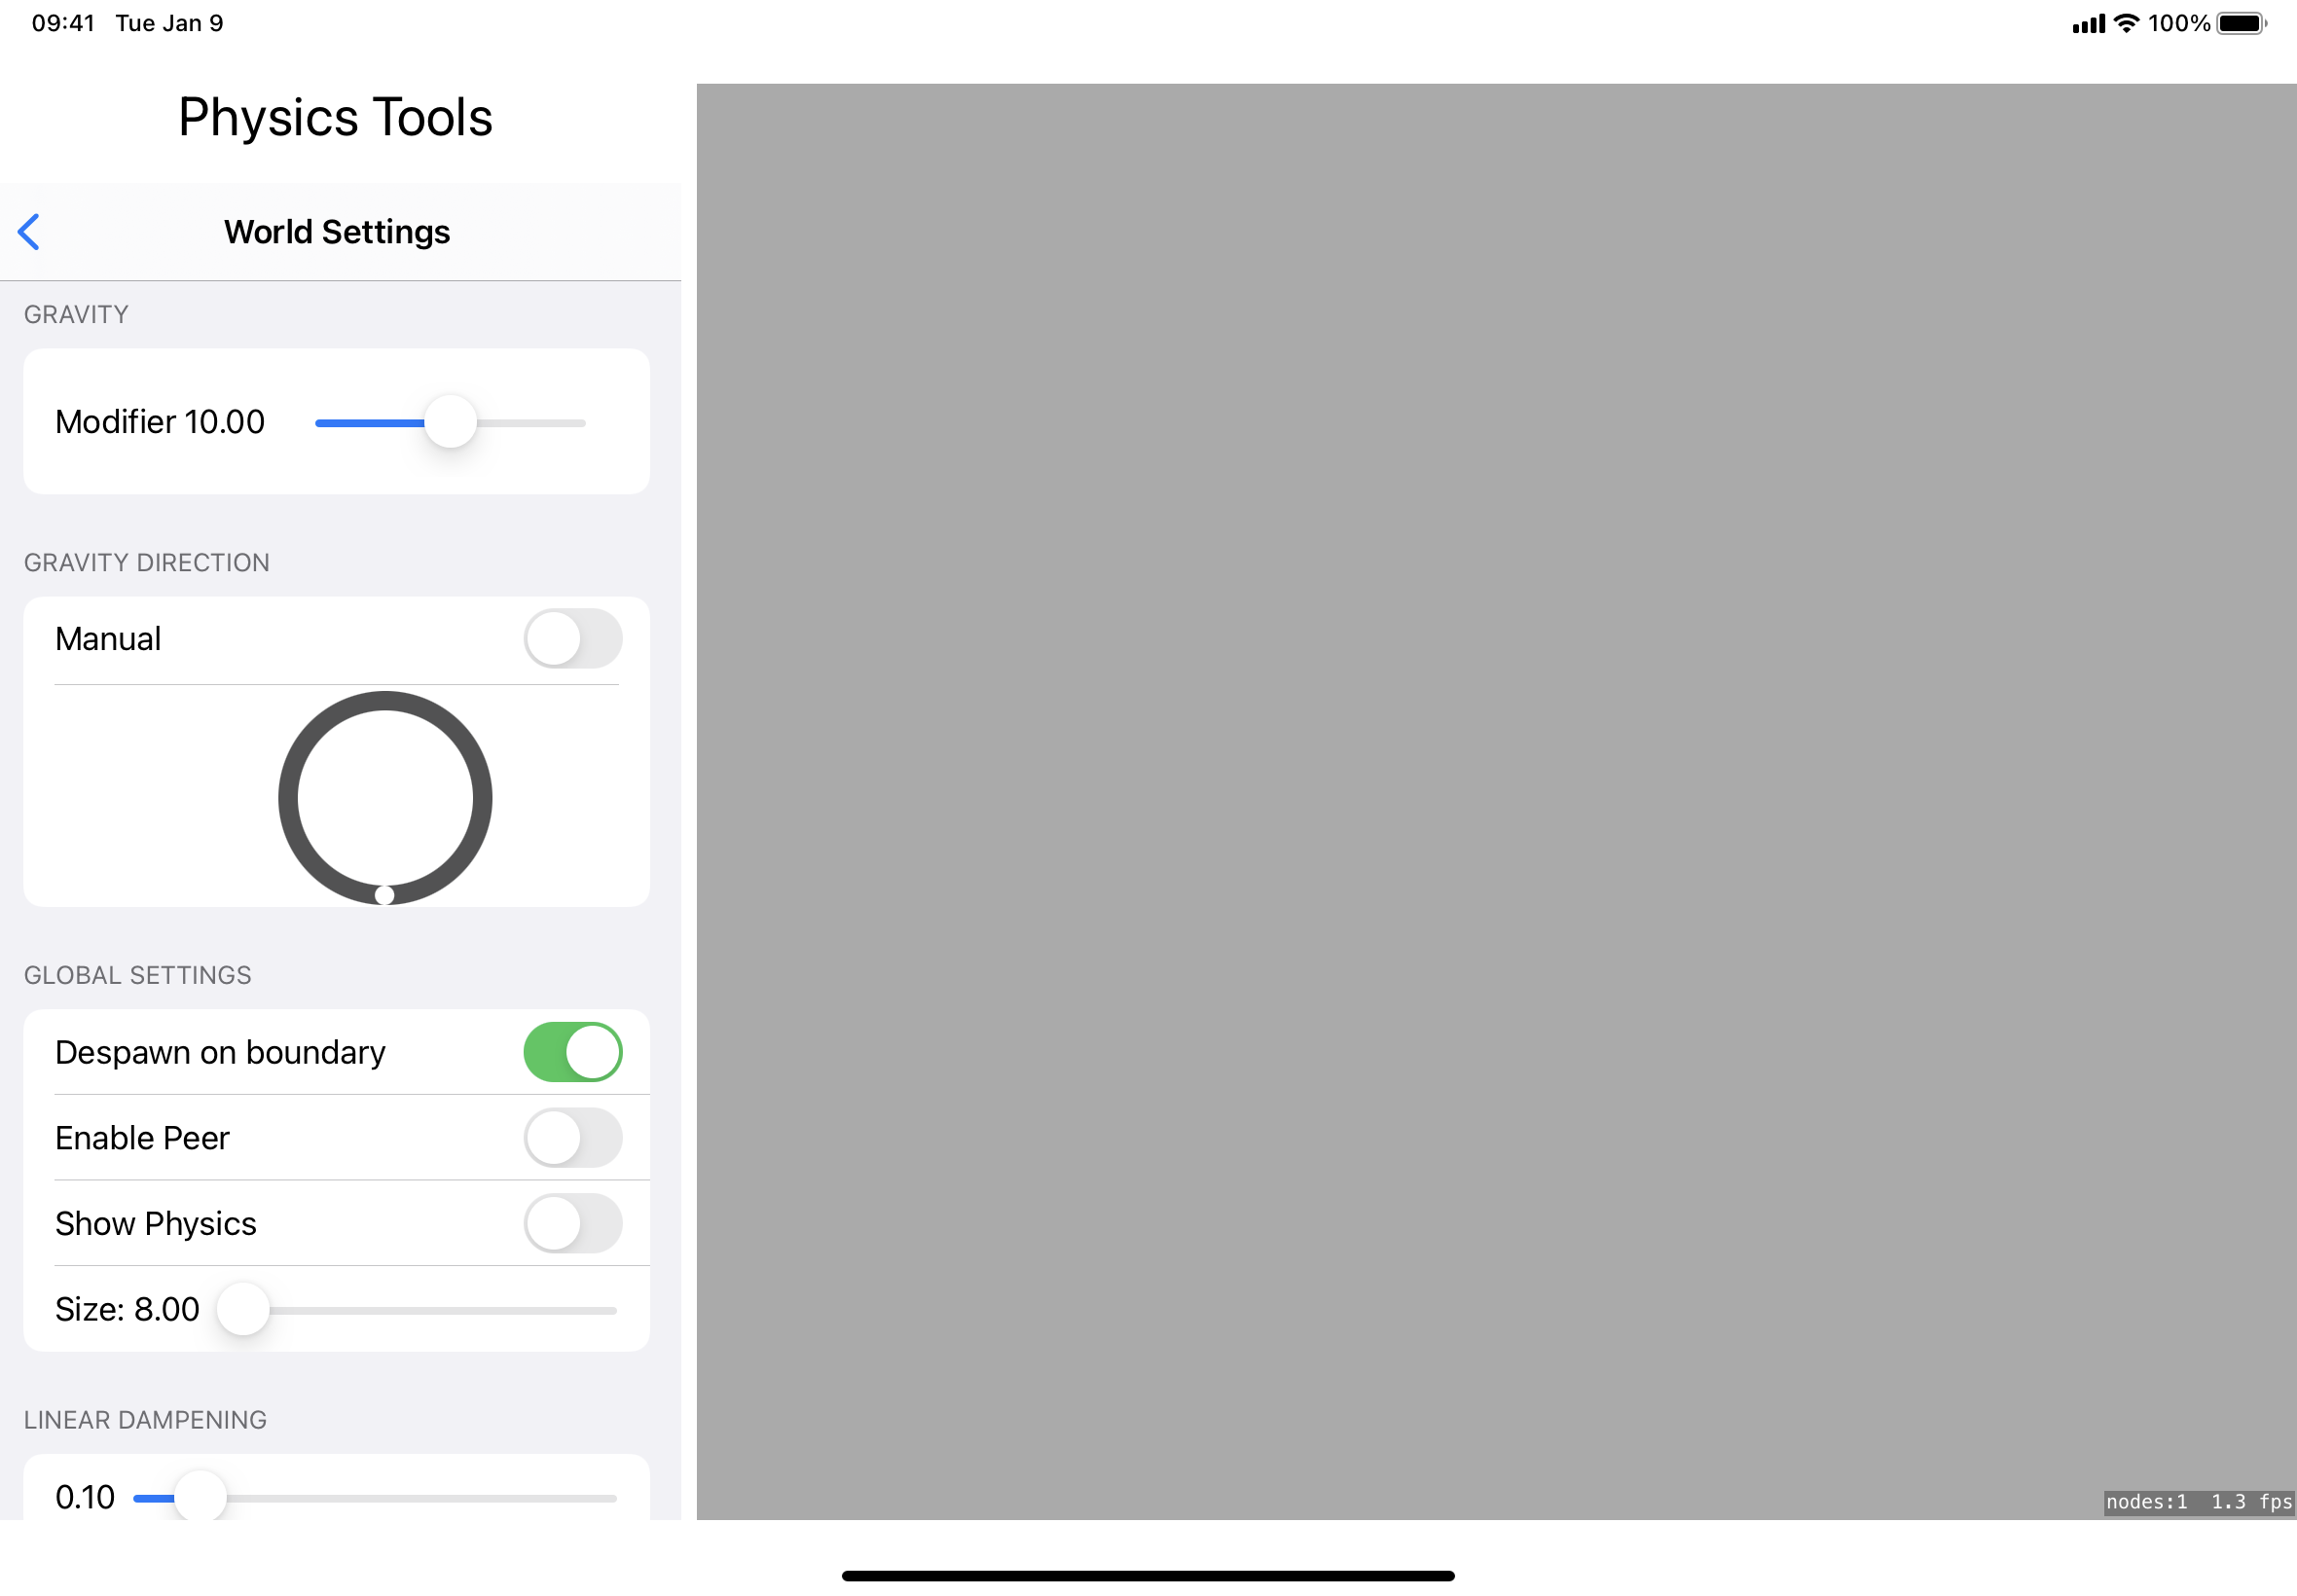 09:41 Tue Jan 9
100%
Physics Tools
World Settings
GRAVITY
Modifier 10.00
GRAVITY DIRECTION
Manual
GLOBAL SETTINGS
Despawn on boundary
Enable Peer
Show Physics
Size: 8.00
LINEAR DAMPENING
0.10
nodes:1 1.3 fps